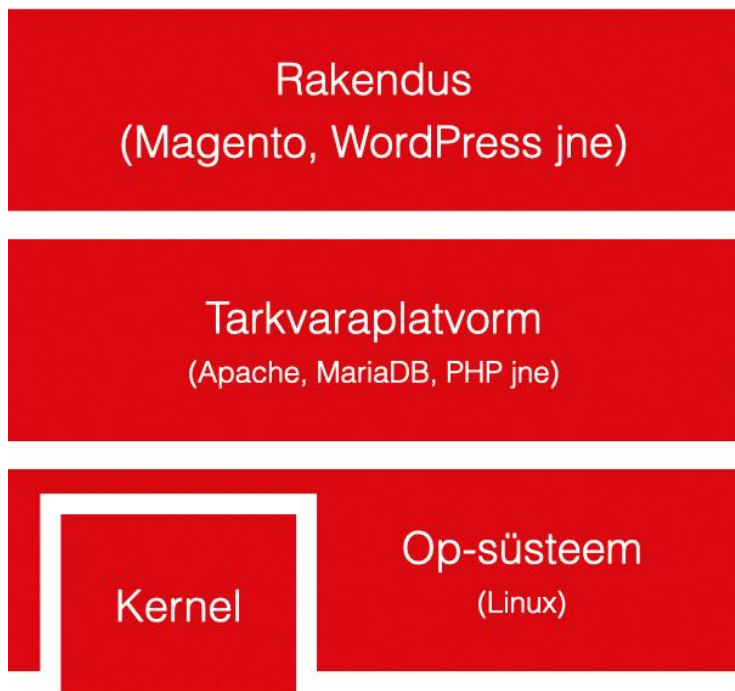 Rakendus
(Magento, WordPress jne)
Tarkvaraplatvorm
(Apache, MariaDB, PHP jne)
Kernel
Op-süsteem
(Linux)